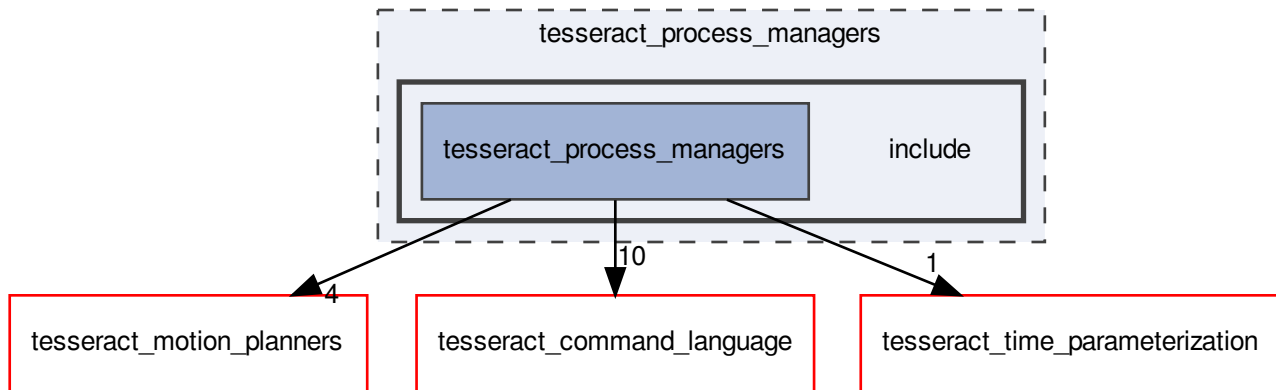 tesseract_process_managers
tesseract_process_managers
include
4
10
1
tesseract_motion_planners
tesseract_command_language
tesseract_time_parameterization